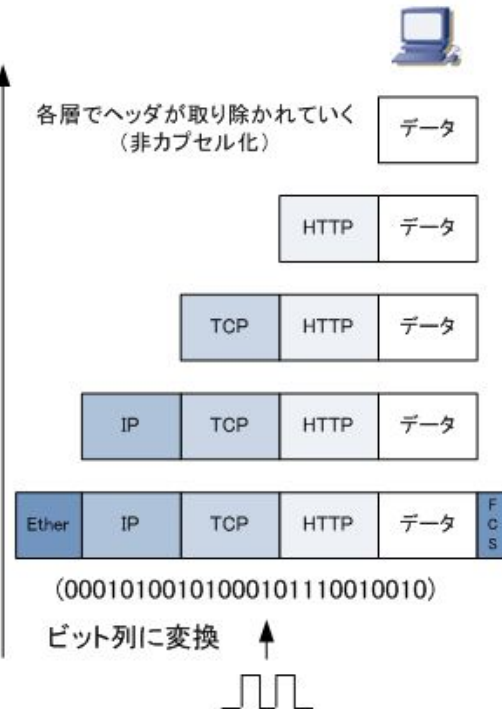 各層でヘッダが取り除かれていく
(非カプセル化)
データ
HTTP データ
TCP HTTP データ
IP TCP HTTP データ
Ether IP TCP HTTP データ FCS
(000101001010001011110010010)
ビット列に変換